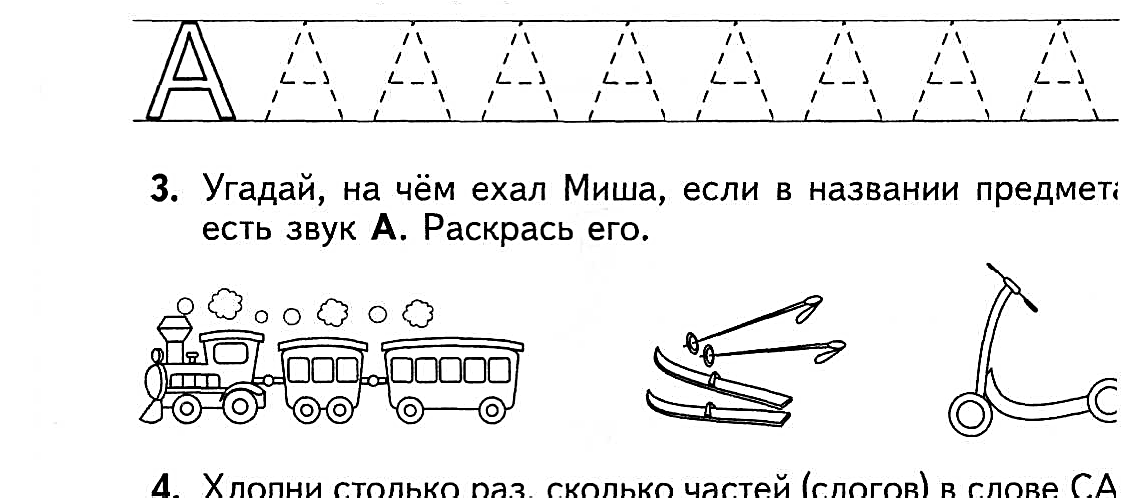 А А А А А А А А А
3. Угадай, на чём ехал Миша, если в названии предмета
есть звук А. Раскрась его.
4. Хлопни столько раз, сколько частей (слогов) в слове СА